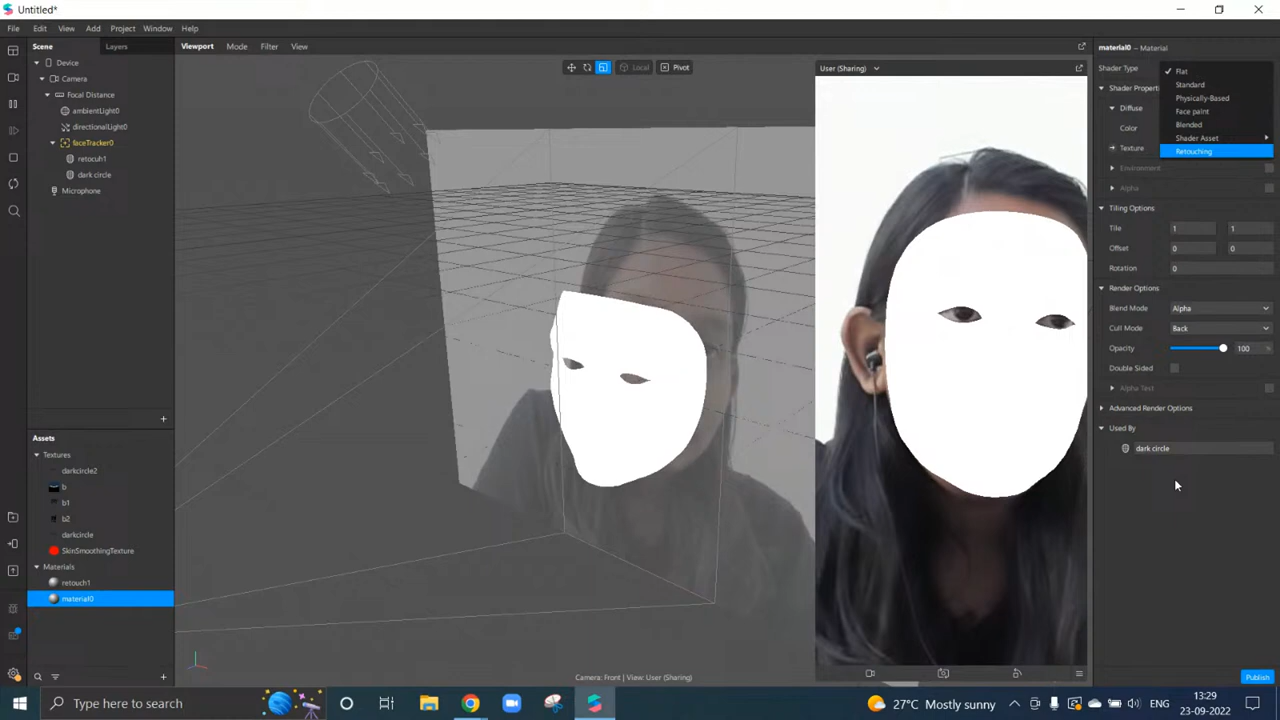 Untitled*
File Edit View Add Project Window Help
Scene Layers
Device
Camera
Focal Distance
ambientLight0
directionalLight0
faceTracker0
retocuh1
dark circle
Microphone
Assets
Textures
darkcircle2
b
b1
b2
darkcircle
SkinSmoothingTexture
Materials
retouch1
material0
Viewport Mode Filter View
Local Pivot
User (Sharing)
Camera: Front | View: User (Sharing)
material0 – Material
Shader Type
Flat
Standard
Physically-Based
Face paint
Blended
Shader Asset
Retouching
Shader Properti
Diffuse
Color
Texture
Environment
Alpha
Tiling Options
Tile 1 1
Offset 0 0
Rotation 0
Render Options
Blend Mode Alpha
Cull Mode Back
Opacity 100 %
Double Sided
Alpha Test
Advanced Render Options
Used By
dark circle
Publish
Type here to search
27°C Mostly sunny
ENG
13:29
23-09-2022